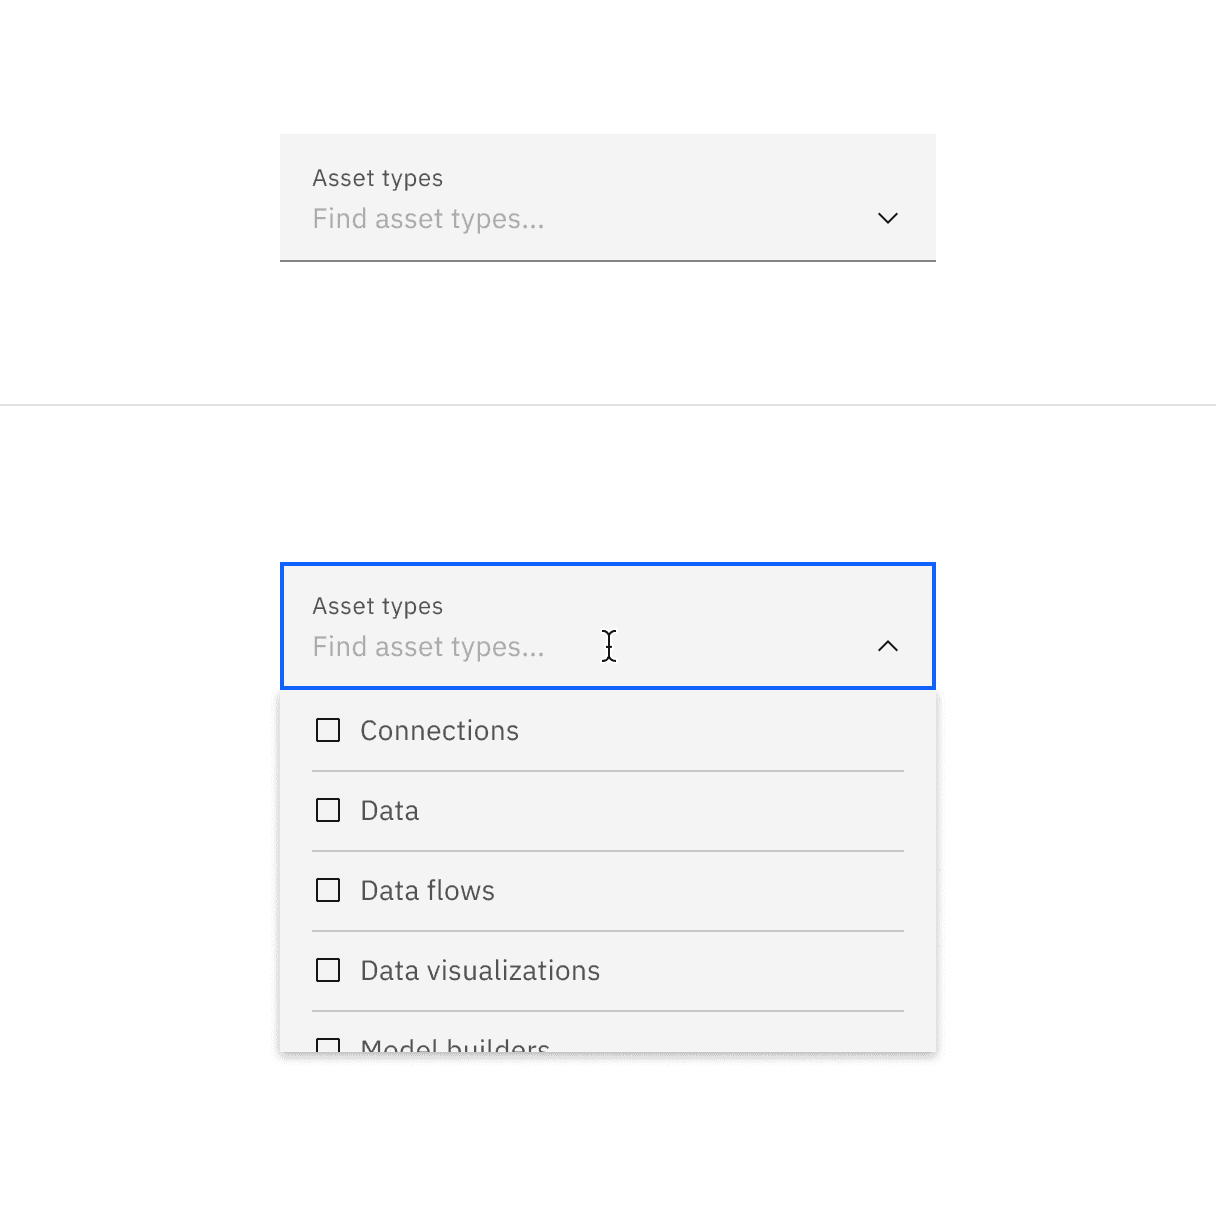 Asset types
Find asset types...
Asset types
Find asset types...
Connections
Data
Data flows
Data visualizations
Model builders